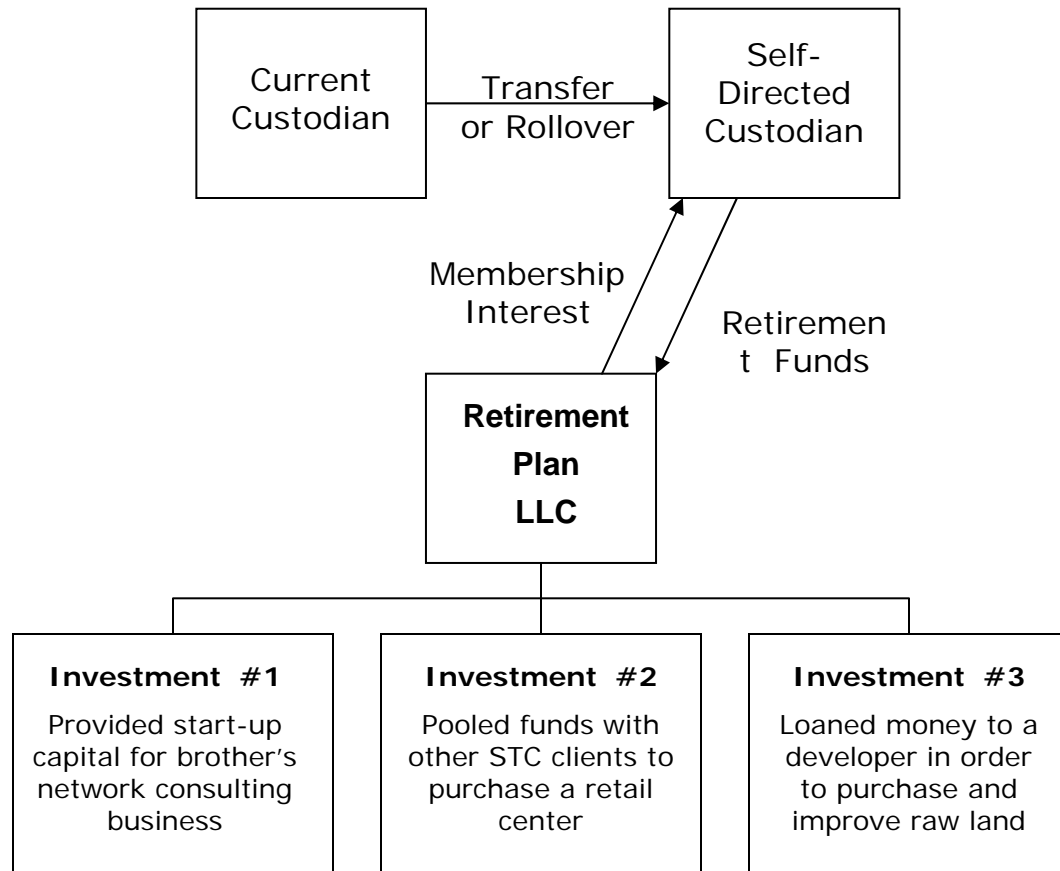 Current
Custodian
Transfer
or Rollover
Self-
Directed
Custodian
Membership
Interest
Retiremen
t Funds
Retirement
Plan
LLC
Investment #1
Provided start-up
capital for brother's
network consulting
business
Investment #2
Pooled funds with
other STC clients to
purchase a retail
center
Investment #3
Loaned money to a
developer in order
to purchase and
improve raw land